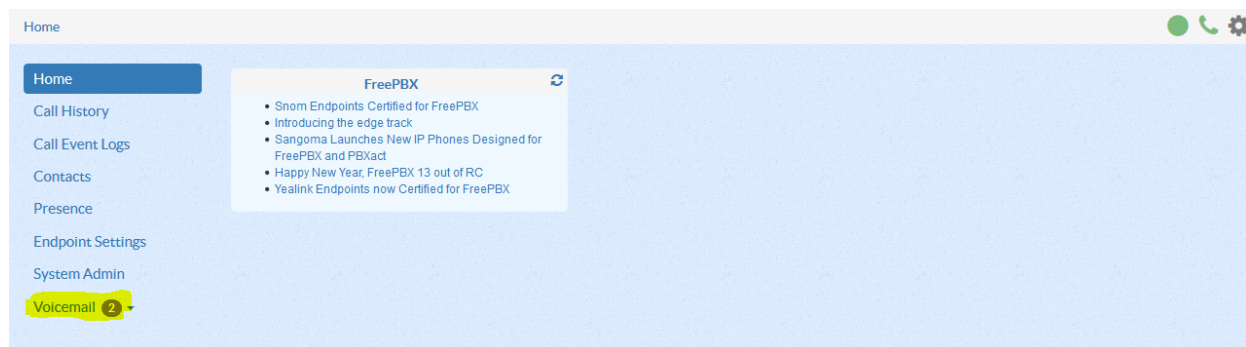 Home
Home
Call History
Call Event Logs
Contacts
Presence
Endpoint Settings
System Admin
Voicemail 2
FreePBX
Snom Endpoints Certified for FreePBX
Introducing the edge track
Sangoma Launches New IP Phones Designed for
FreePBX and PBXact
Happy New Year, FreePBX 13 out of RC
Yealink Endpoints now Certified for FreePBX